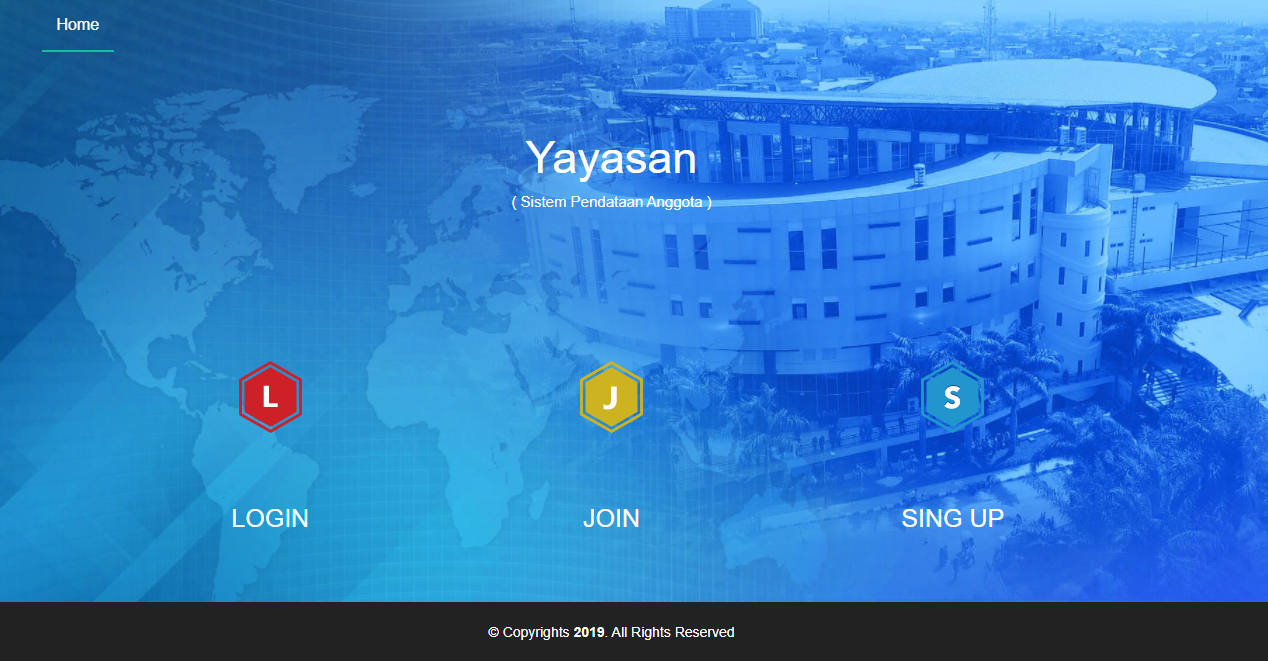 Home
Yayasan
( Sistem Pendataan Anggota )
L
J
S
LOGIN
JOIN
SING UP
© Copyrights 2019. All Rights Reserved